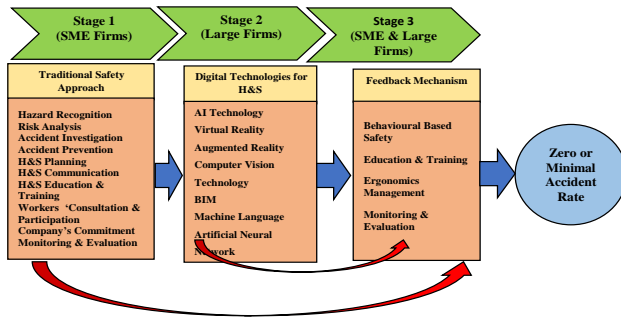 Stage 1
(SME Firms)
Stage 2
(Large Firms)
Stage 3
(SME & Large
Firms)
Traditional Safety
Approach
Hazard Recognition
Risk Analysis
Accident Investigation
Accident Prevention
H&S Planning
H&S Communication
H&S Education &
Training
Workers ‘Consultation &
Participation
Company's Commitment
Monitoring & Evaluation
Digital Technologies for
H&S
AI Technology
Virtual Reality
Augmented Reality
Computer Vision
Technology
BIM
Machine Language
Artificial Neural
Network
Feedback Mechanism
Behavioural Based
Safety
Education & Training
Ergonomics
Management
Monitoring &
Evaluation
Zero or
Minimal
Accident
Rate